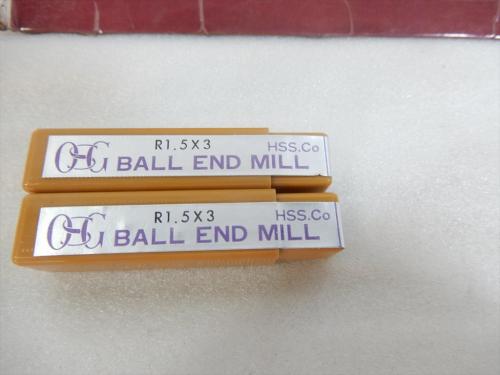 R1.5X3 HSS.Co
OSG BALL END MILL
R1.5X3 HSS.Co
OSG BALL END MILL